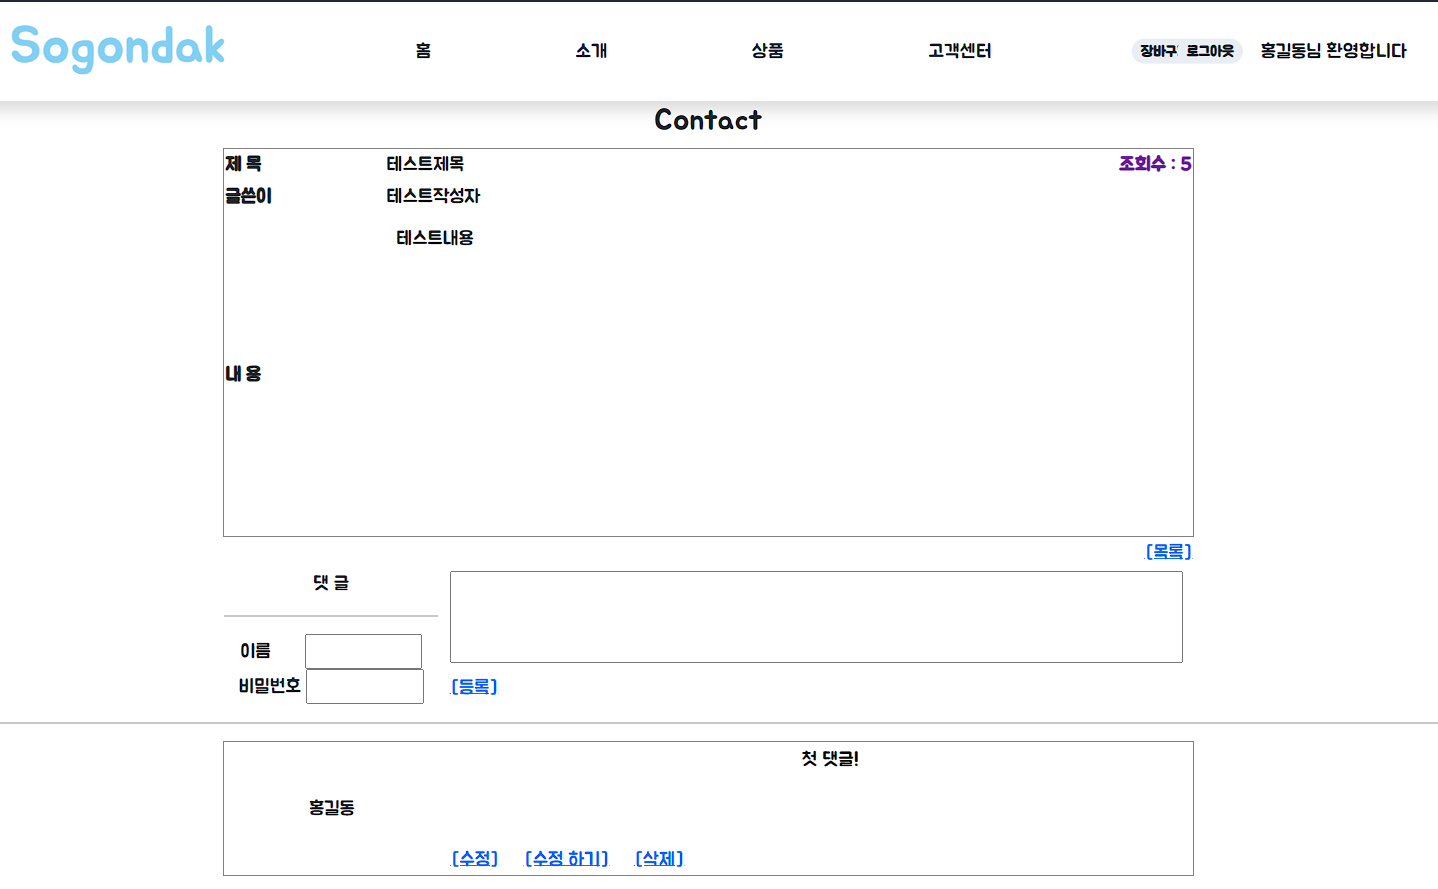 Sogondak 홈 소개 상품 고객센터 장바구 로그아웃 홍길동님 환영합니다
Contact
제 목 테스트제목 조회수 : 5
글쓴이 테스트작성자
테스트내용
내 용
[목록]
댓 글
이름
비밀번호 [등록]
첫 댓글!
홍길동
[수정] [수정 하기] [삭제]